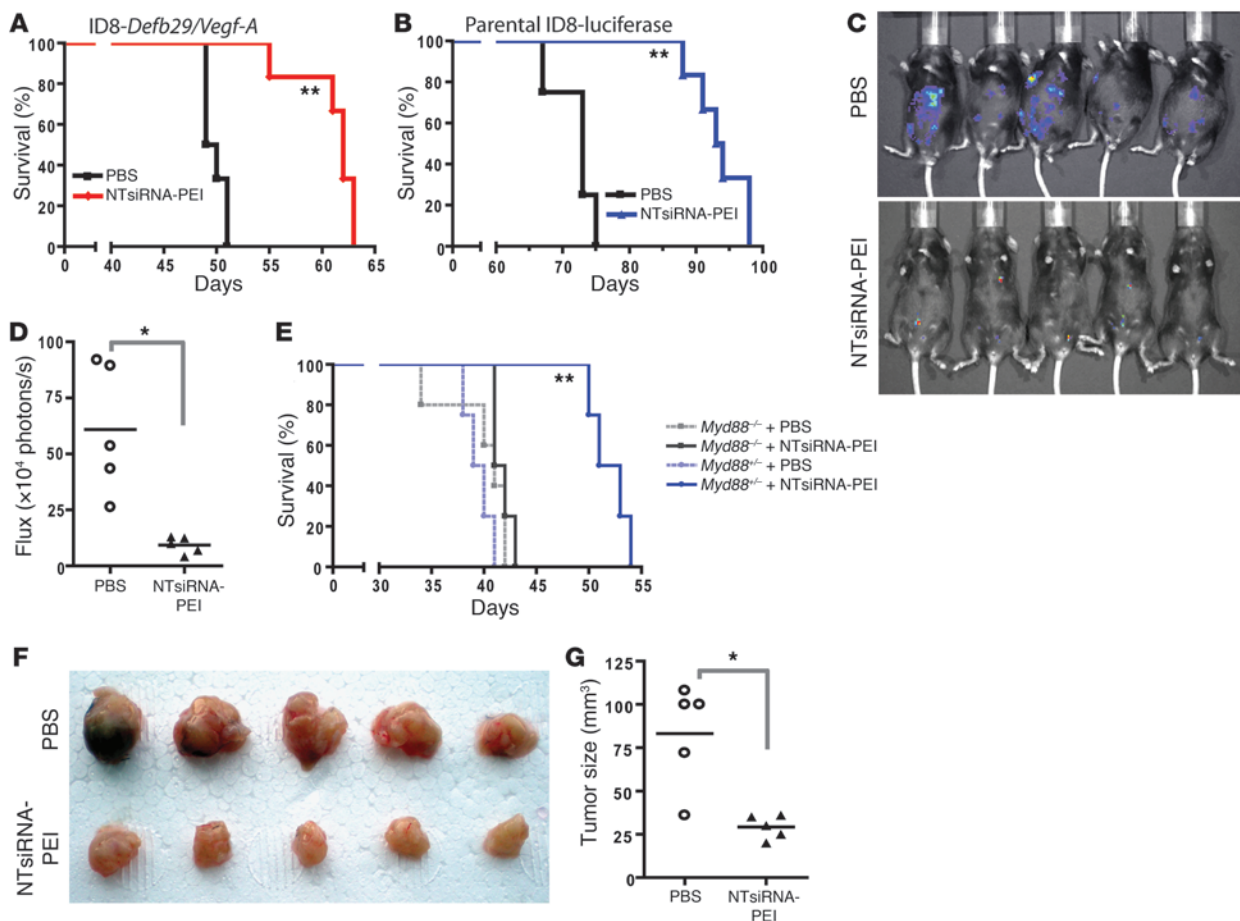 A
ID8-Defb29/Vegf-A
100
80
60
40
20
0
Survival (%)
**
PBS
NTsiRNA-PEI
0 40 45 50 55 60 65
Days
B
Parental ID8-luciferase
100
80
60
40
20
0
Survival (%)
**
PBS
NTsiRNA-PEI
0 60 70 80 90 100
Days
C
PBS
NTsiRNA-PEI
D
100
75
50
25
0
Flux (×10⁴ photons/s)
*
PBS
NTsiRNA-
PEI
E
100
80
60
40
20
0
Survival (%)
**
0 30 35 40 45 50 55
Days
Myd88–/– + PBS
Myd88–/– + NTsiRNA-PEI
Myd88+/– + PBS
Myd88+/– + NTsiRNA-PEI
F
PBS
NTsiRNA-
PEI
G
125
100
75
50
25
0
Tumor size (mm³)
*
PBS
NTsiRNA-
PEI